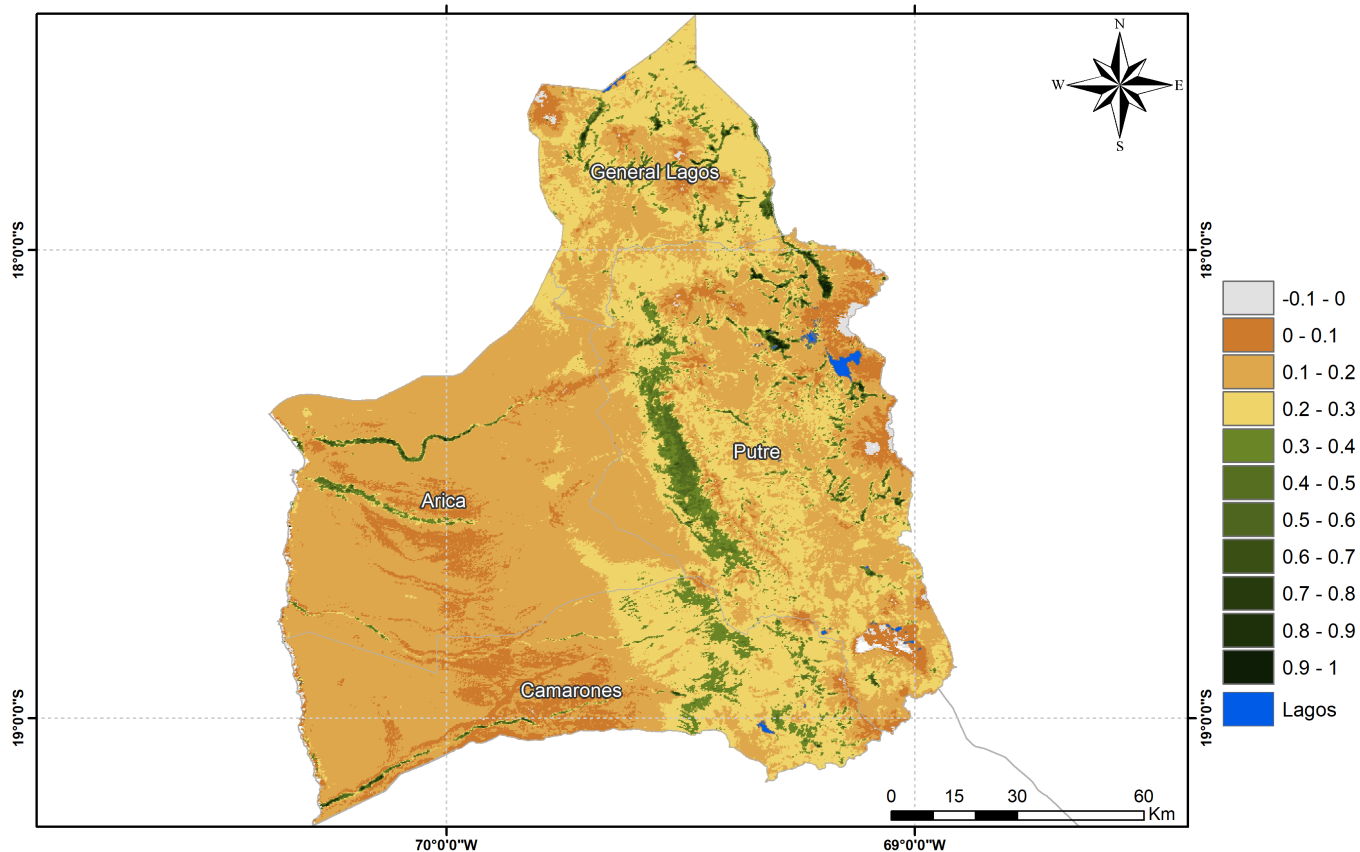 N
W
E
S
General Lagos
18°0'0"S
18°0'0"S
Putre
Arica
Camarones
19°0'0"S
19°0'0"S
-0.1 - 0
0 - 0.1
0.1 - 0.2
0.2 - 0.3
0.3 - 0.4
0.4 - 0.5
0.5 - 0.6
0.6 - 0.7
0.7 - 0.8
0.8 - 0.9
0.9 - 1
Lagos
0 15 30 60
Km
70°0'0"W
69°0'0"W